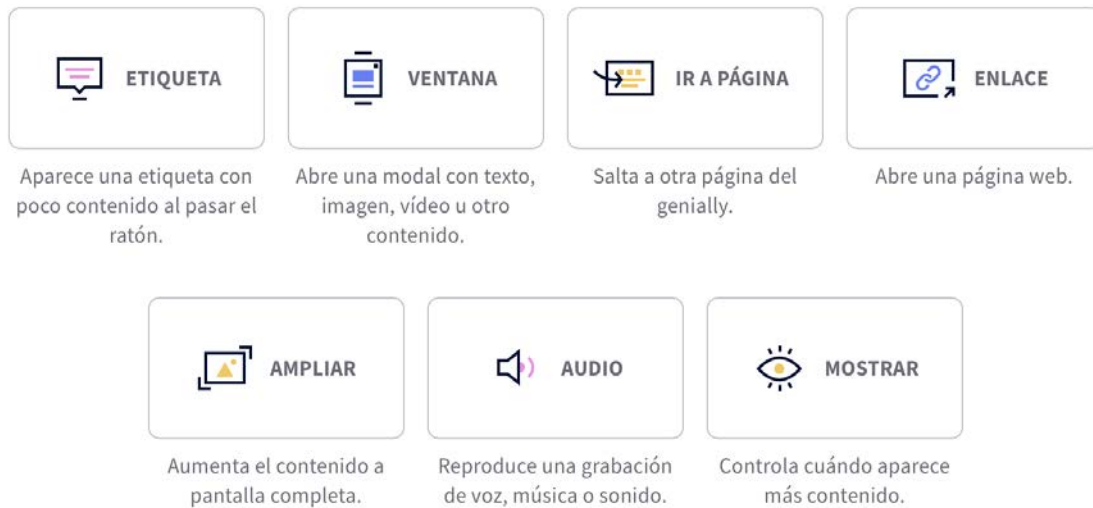 ETIQUETA
VENTANA
IR A PÁGINA
ENLACE
Aparece una etiqueta con
poco contenido al pasar el
ratón.
Abre una modal con texto,
imagen, vídeo u otro
contenido.
Salta a otra página del
genially.
Abre una página web.
AMPLIAR
AUDIO
MOSTRAR
Aumenta el contenido a
pantalla completa.
Reproduce una grabación
de voz, música o sonido.
Controla cuándo aparece
más contenido.